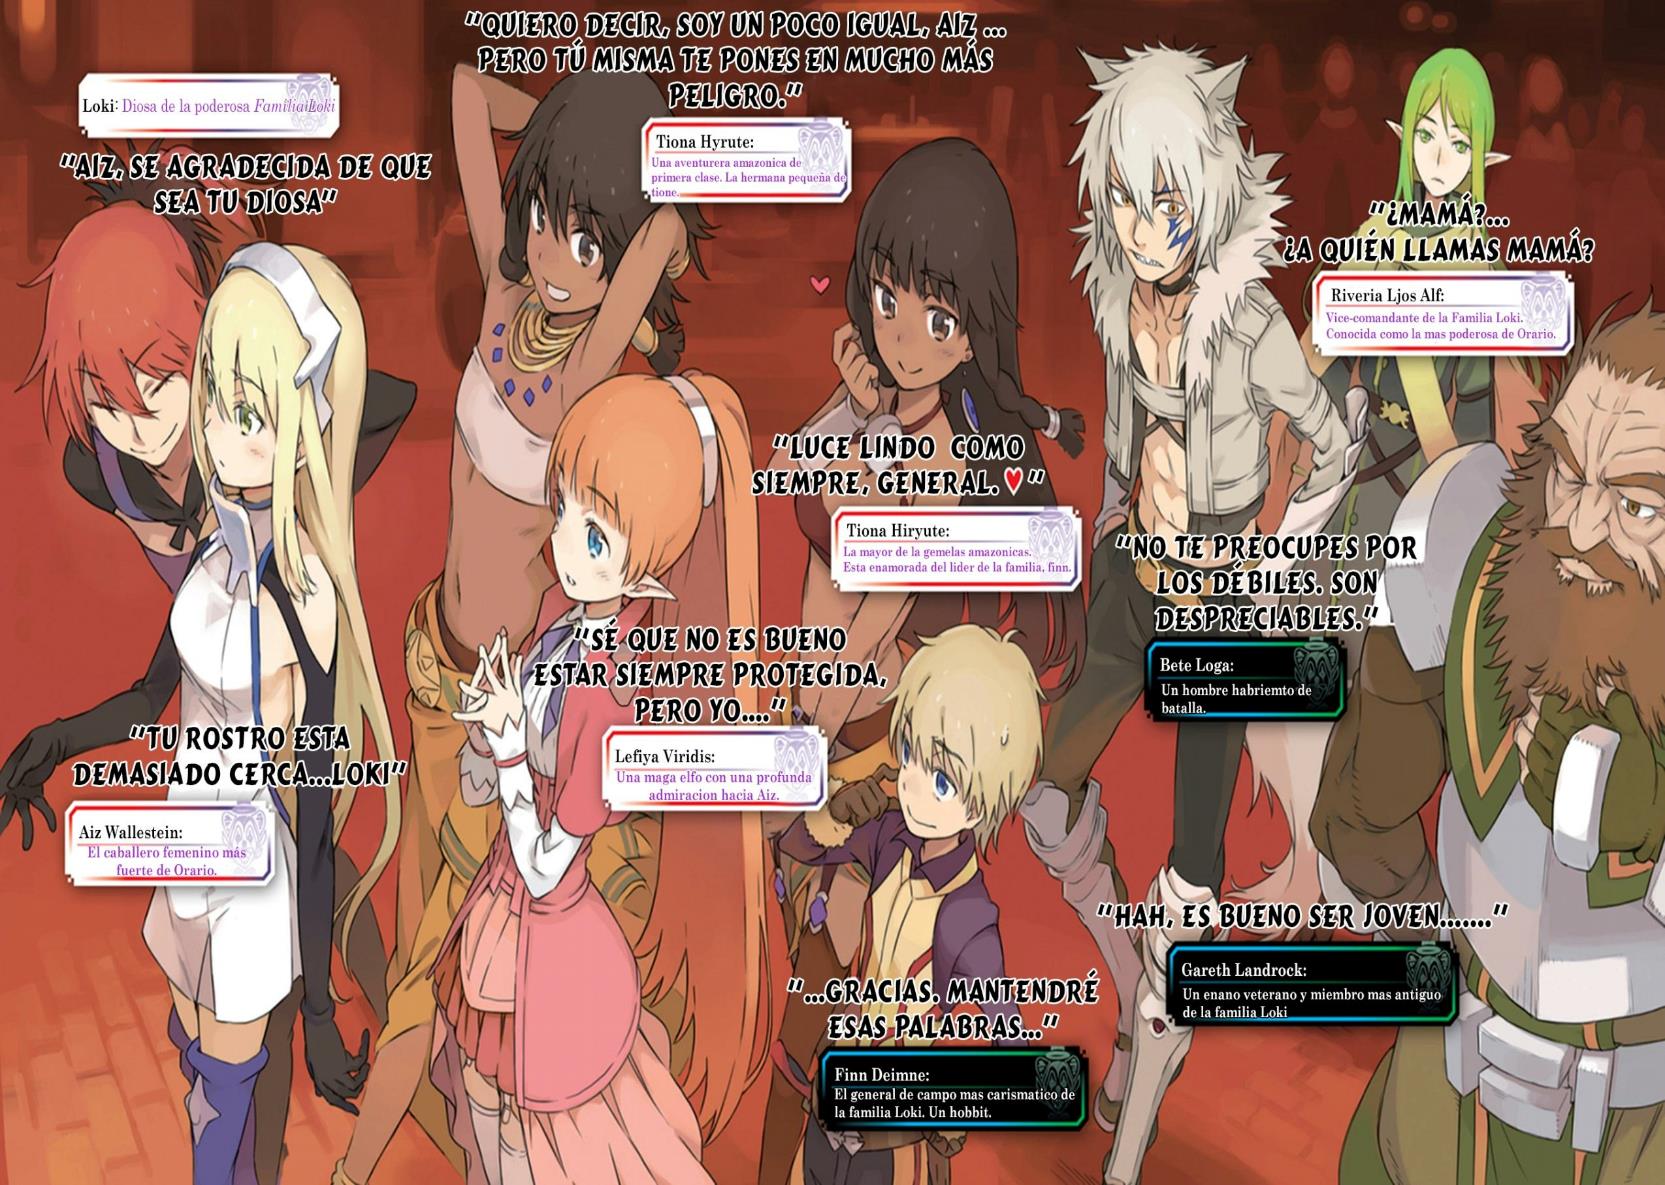 Loki: Diosa de la poderosa Familia Loki
"AIZ, SE AGRADECIDA DE QUE
SEA TU DIOSA"
"QUIERO DECIR, SOY UN POCO IGUAL, AIZ ...
PERO TÚ MISMA TE PONES EN MUCHO MÁS
PELIGRO."
Tiona Hyrute:
Una aventurera amazonica de
primera clase. La hermana pequeña de
tione.
"¿MAMÁ?...
¿A QUIÉN LLAMAS MAMÁ?
Riveria Ljos Alf:
Vice-comandante de la Familia Loki.
Conocida como la mas poderosa de Orario.
"LUCE LINDO COMO
SIEMPRE, GENERAL.♥"
Tiona Hiryute:
La mayor de la gemelas amazonicas.
Esta enamorada del lider de la familia, finn.
"NO TE PREOCUPES POR
LOS DÉBILES. SON
DESPRECIABLES."
Bete Loga:
Un hombre habriemto de
batalla.
"SÉ QUE NO ES BUENO
ESTAR SIEMPRE PROTEGIDA,
PERO YO...."
Lefiya Viridis:
Una maga elfo con una profunda
admiracion hacia Aiz.
"TU ROSTRO ESTA
DEMASIADO CERCA...LOKI"
Aiz Wallestein:
El caballero femenino más
fuerte de Orario.
"HAH, ES BUENO SER JOVEN......."
Gareth Landrock:
Un enano veterano y miembro mas antiguo
de la familia Loki
"...GRACIAS. MANTENDRÉ
ESAS PALABRAS..."
Finn Deimne:
El general de campo mas carismatico de
la familia Loki. Un hobbit.